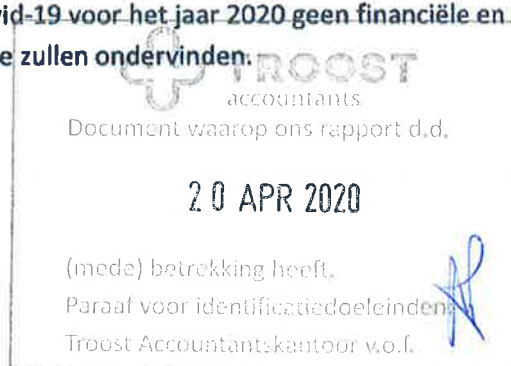 id-19 voor het jaar 2020 geen financiële en
e zullen ondervinden.
TROOST
accountants
Document waarop ons rapport d.d.
20 APR 2020
(mede) betrekking heeft.
Paraaf voor identificatiedoeleinden
Troost Accountantskantoor v.o.f.